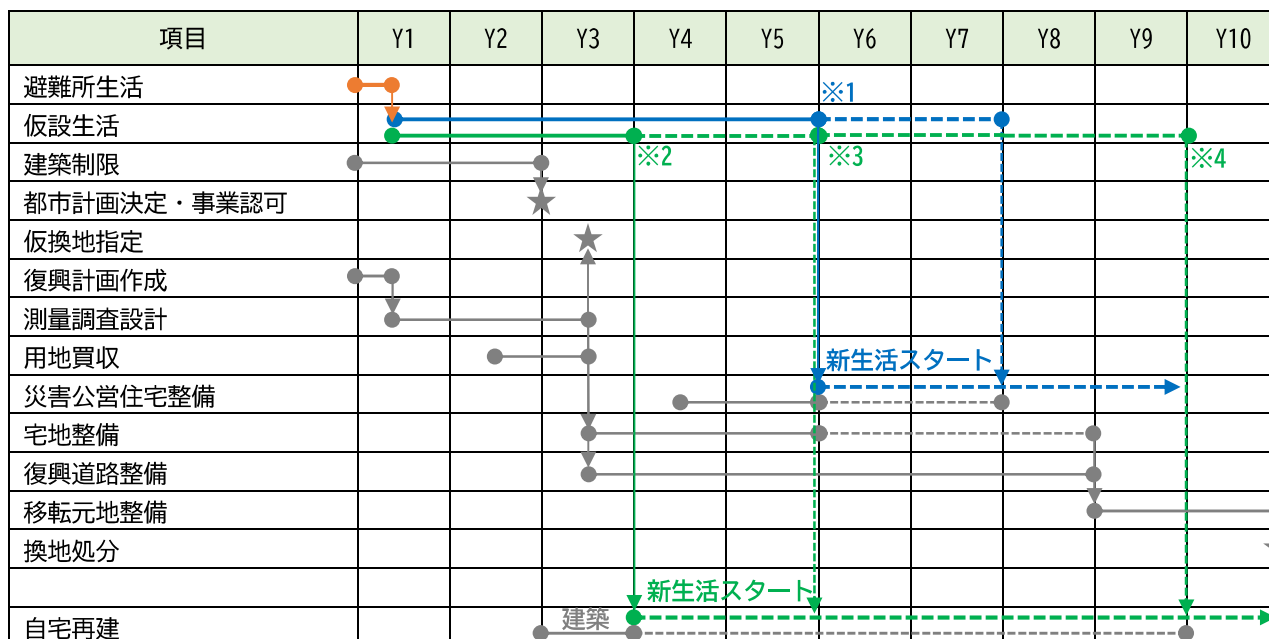 項目 Y1 Y2 Y3 Y4 Y5 Y6 Y7 Y8 Y9 Y10
避難所生活
※1
仮設生活
※2 ※3 ※4
建築制限
都市計画決定・事業認可
仮換地指定
復興計画作成
測量調査設計
用地買収
新生活スタート
災害公営住宅整備
宅地整備
復興道路整備
移転元地整備
換地処分
新生活スタート
建築
自宅再建